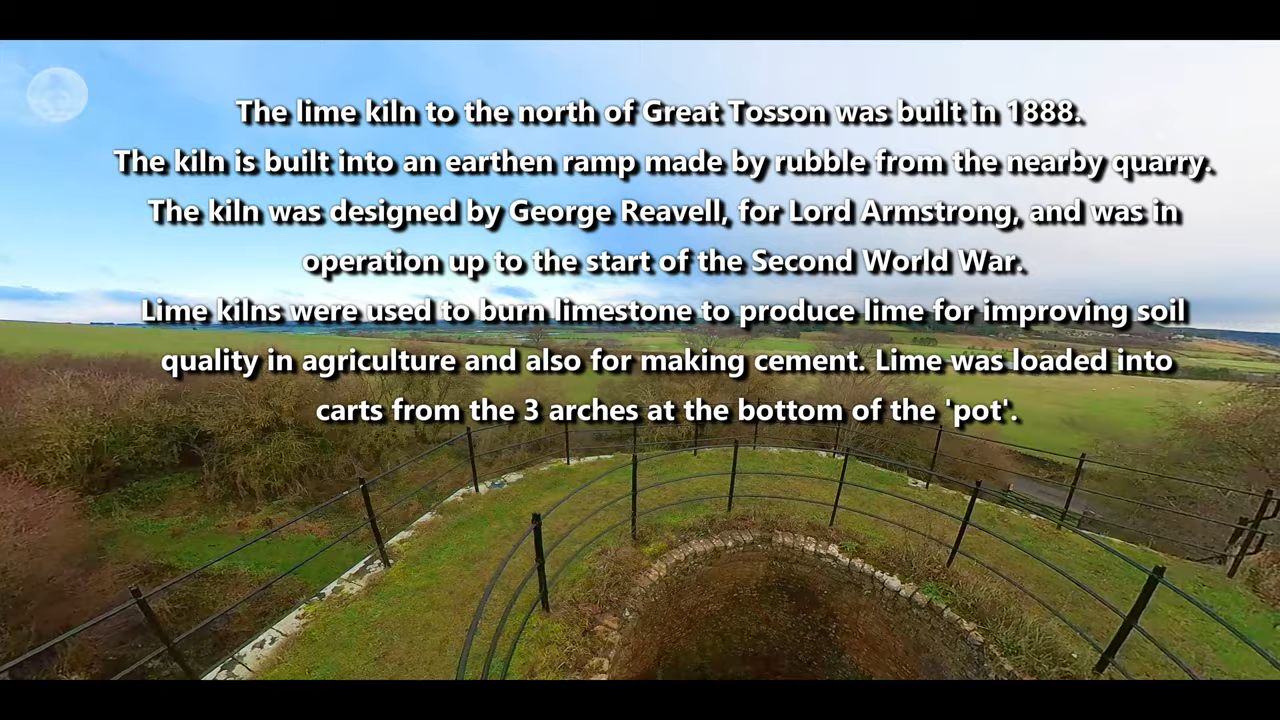 The lime kiln to the north of Great Tosson was built in 1888.
The kiln is built into an earthen ramp made by rubble from the nearby quarry.
The kiln was designed by George Reavell, for Lord Armstrong, and was in
operation up to the start of the Second World War.
Lime kilns were used to burn limestone to produce lime for improving soil
quality in agriculture and also for making cement. Lime was loaded into
carts from the 3 arches at the bottom of the 'pot'.